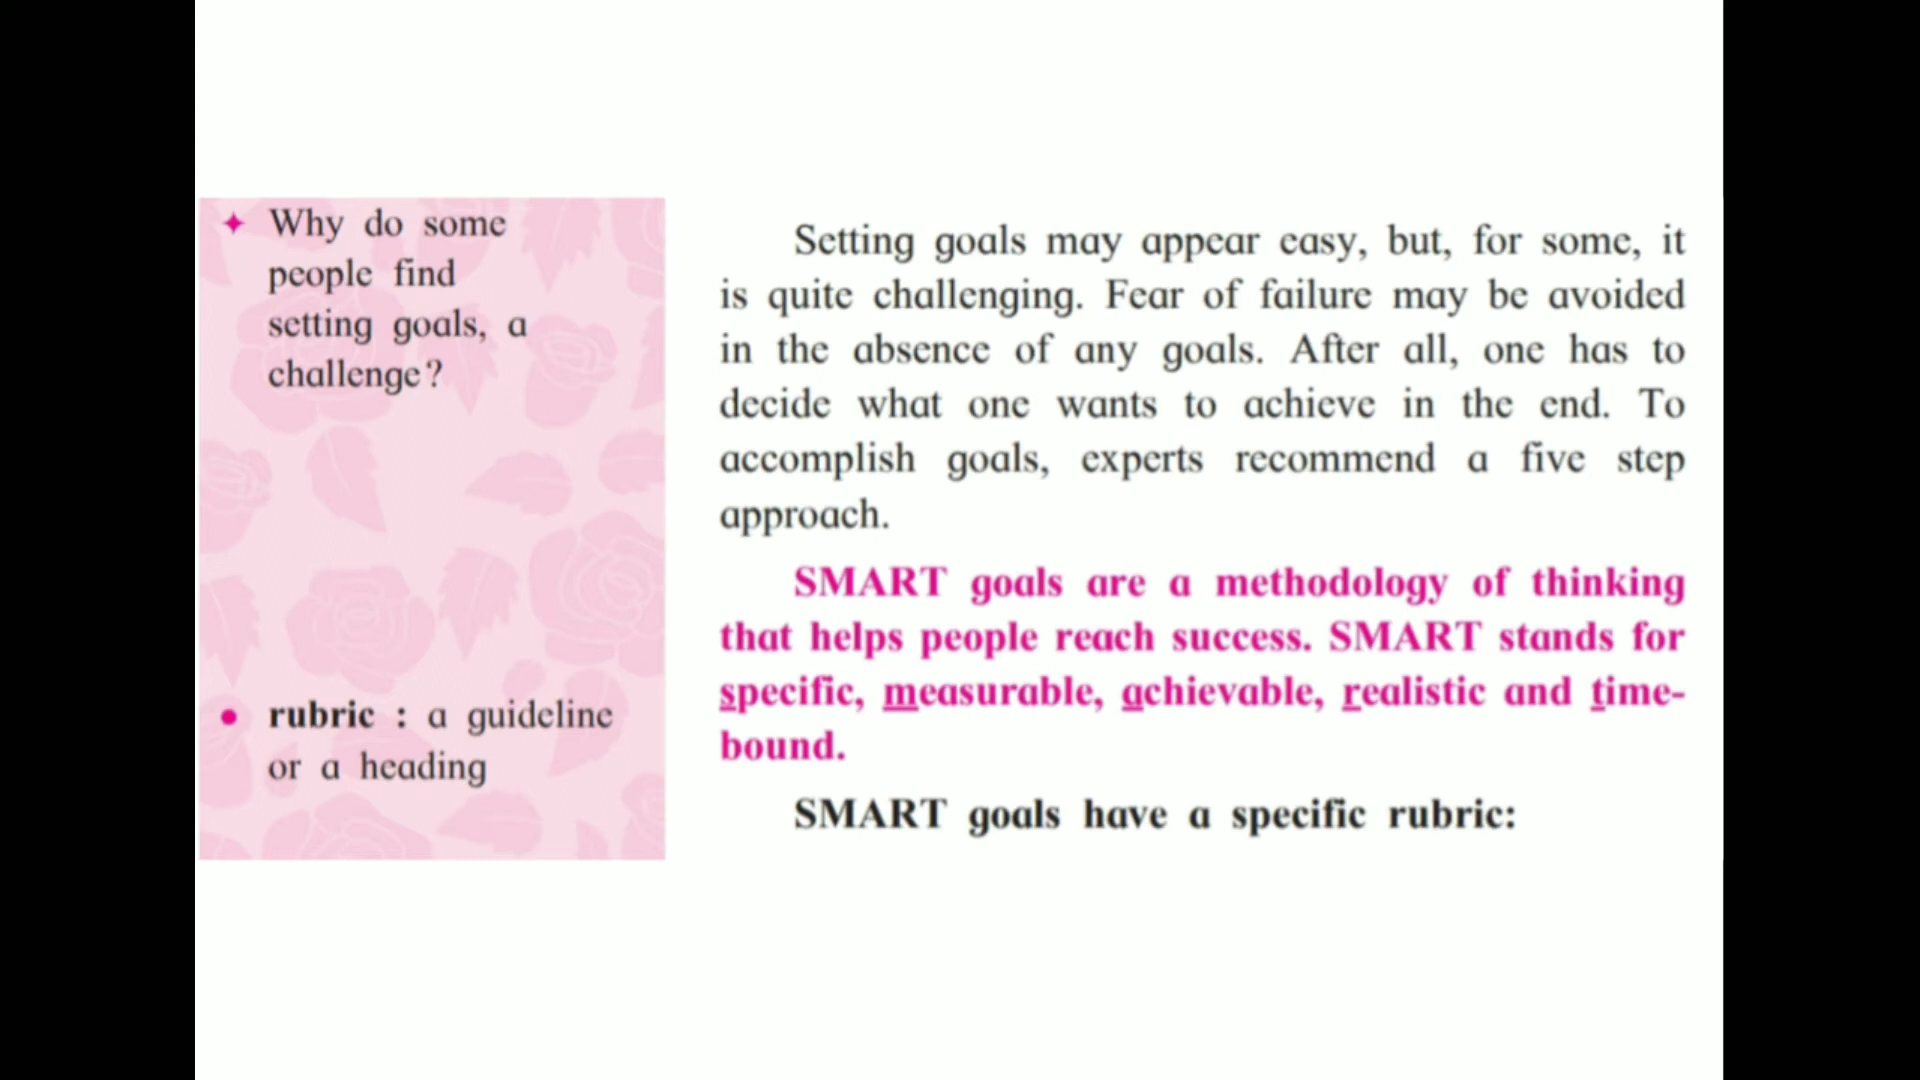 Why do some
people find
setting goals, a
challenge?
rubric : a guideline
or a heading
Setting goals may appear easy, but, for some, it
is quite challenging. Fear of failure may be avoided
in the absence of any goals. After all, one has to
decide what one wants to achieve in the end. To
accomplish goals, experts recommend a five step
approach.
SMART goals are a methodology of thinking
that helps people reach success. SMART stands for
specific, measurable, achievable, realistic and time-
bound.
SMART goals have a specific rubric: